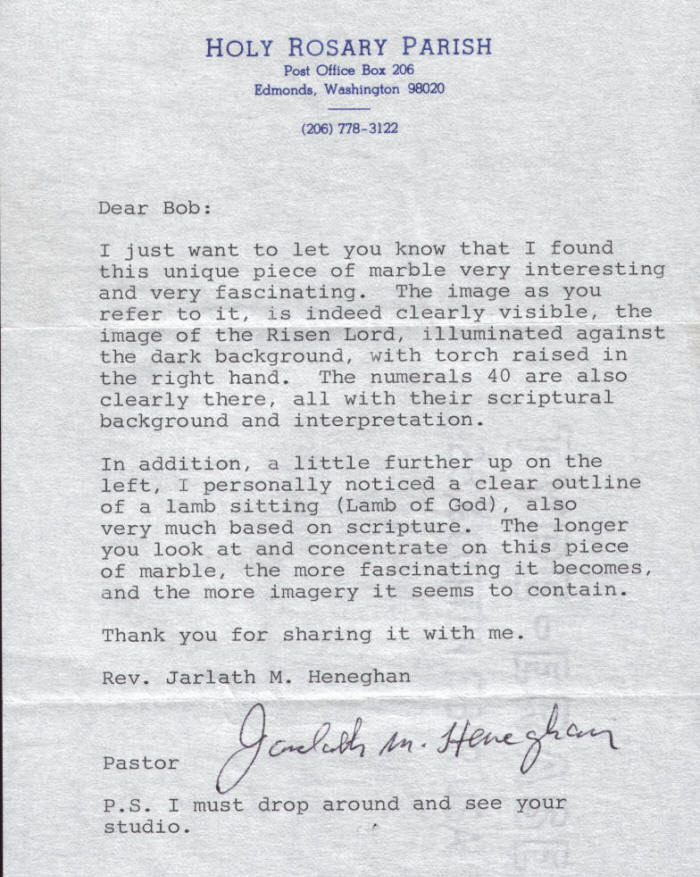 HOLY ROSARY PARISH
Post Office Box 206
Edmonds, Washington 98020
(206) 778-3122
Dear Bob:
I just want to let you know that I found
this unique piece of marble very interesting
and very fascinating. The image as you
refer to it, is indeed clearly visible, the
image of the Risen Lord, illuminated against
the dark background, with torch raised in
the right hand. The numerals 40 are also
clearly there, all with their scriptural
background and interpretation.
In addition, a little further up on the
left, I personally noticed a clear outline
of a lamb sitting (Lamb of God), also
very much based on scripture. The longer
you look at and concentrate on this piece
of marble, the more fascinating it becomes,
and the more imagery it seems to contain.
Thank you for sharing it with me.
Rev. Jarlath M. Heneghan
Jarlath M. Heneghan
Pastor
P.S. I must drop around and see your
studio.